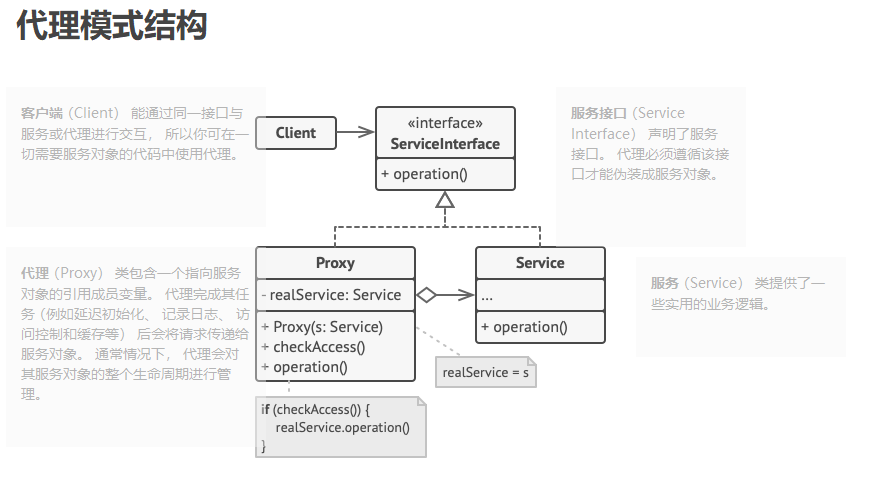 代理模式结构
客户端 (Client) 能通过同一接口与
服务或代理进行交互， 所以你可在一
切需要服务对象的代码中使用代理。
Client
«interface»
ServiceInterface
+ operation()
服务接口 (Service
Interface) 声明了服务
接口。 代理必须遵循该接
口才能伪装成服务对象。
代理 (Proxy) 类包含一个指向服务
对象的引用成员变量。 代理完成其任
务 (例如延迟初始化、 记录日志、 访
问控制和缓存等) 后会将请求传递给
服务对象。 通常情况下， 代理会对
其服务对象的整个生命周期进行管
理。
Proxy
- realService: Service
+ Proxy(s: Service)
+ checkAccess()
+ operation()
Service
...
+ operation()
服务 (Service) 类提供了一
些实用的业务逻辑。
realService = s
if (checkAccess()) {
realService.operation()
}